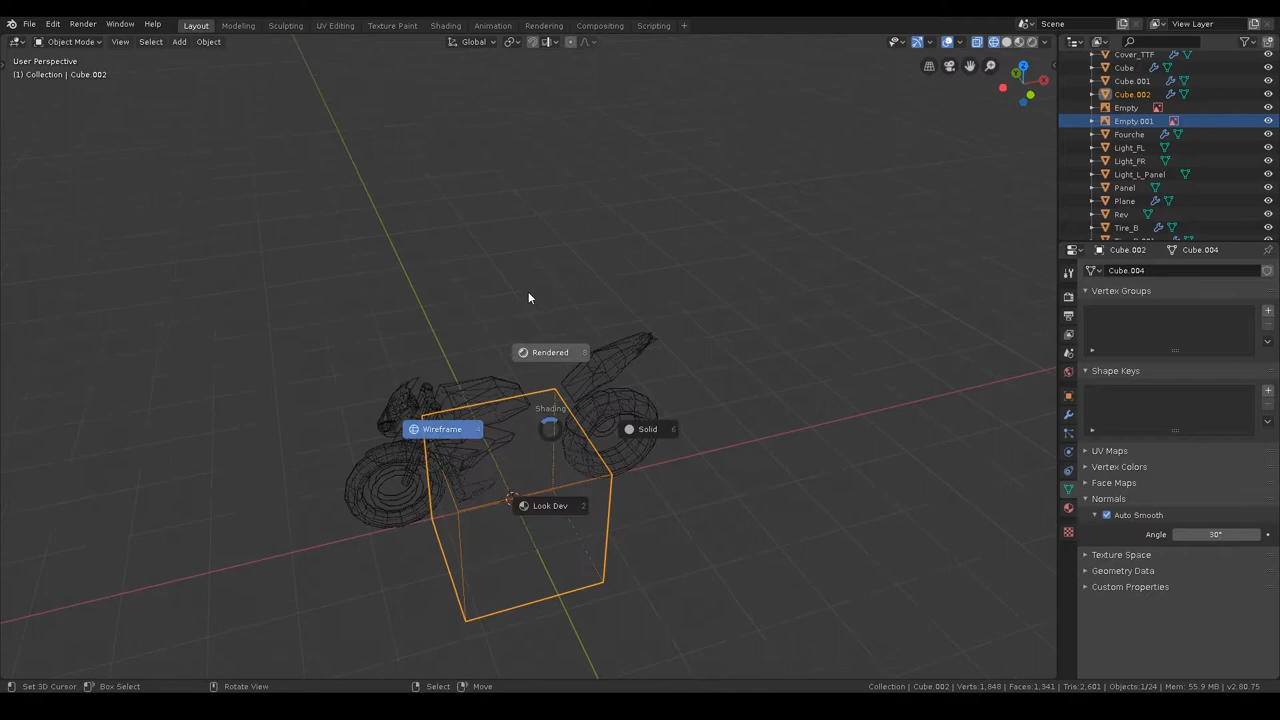 File Edit Render Window Help Layout Modeling Sculpting UV Editing Texture Paint Shading Animation Rendering Compositing Scripting + Scene View Layer
Object Mode View Select Add Object Global
User Perspective
(1) Collection | Cube.002
Z
Y
X
Cover_TTF
Cube
Cube.001
Cube.002
Empty
Empty.001
Fourche
Light_FL
Light_FR
Light_L_Panel
Panel
Plane
Rev
Tire_B
Cube.002 Cube.004
Cube.004
Vertex Groups
Shape Keys
UV Maps
Vertex Colors
Face Maps
Normals
Auto Smooth
Angle 30°
Texture Space
Geometry Data
Custom Properties
Rendered 8
Shading
Wireframe 4
Solid 6
Look Dev 2
Set 3D Cursor Box Select Rotate View Select Move Collection | Cube.002 | Verts:1,848 | Faces:1,341 | Tris:2,601 | Objects:1/24 | Mem: 55.9 MB | v2.80.75